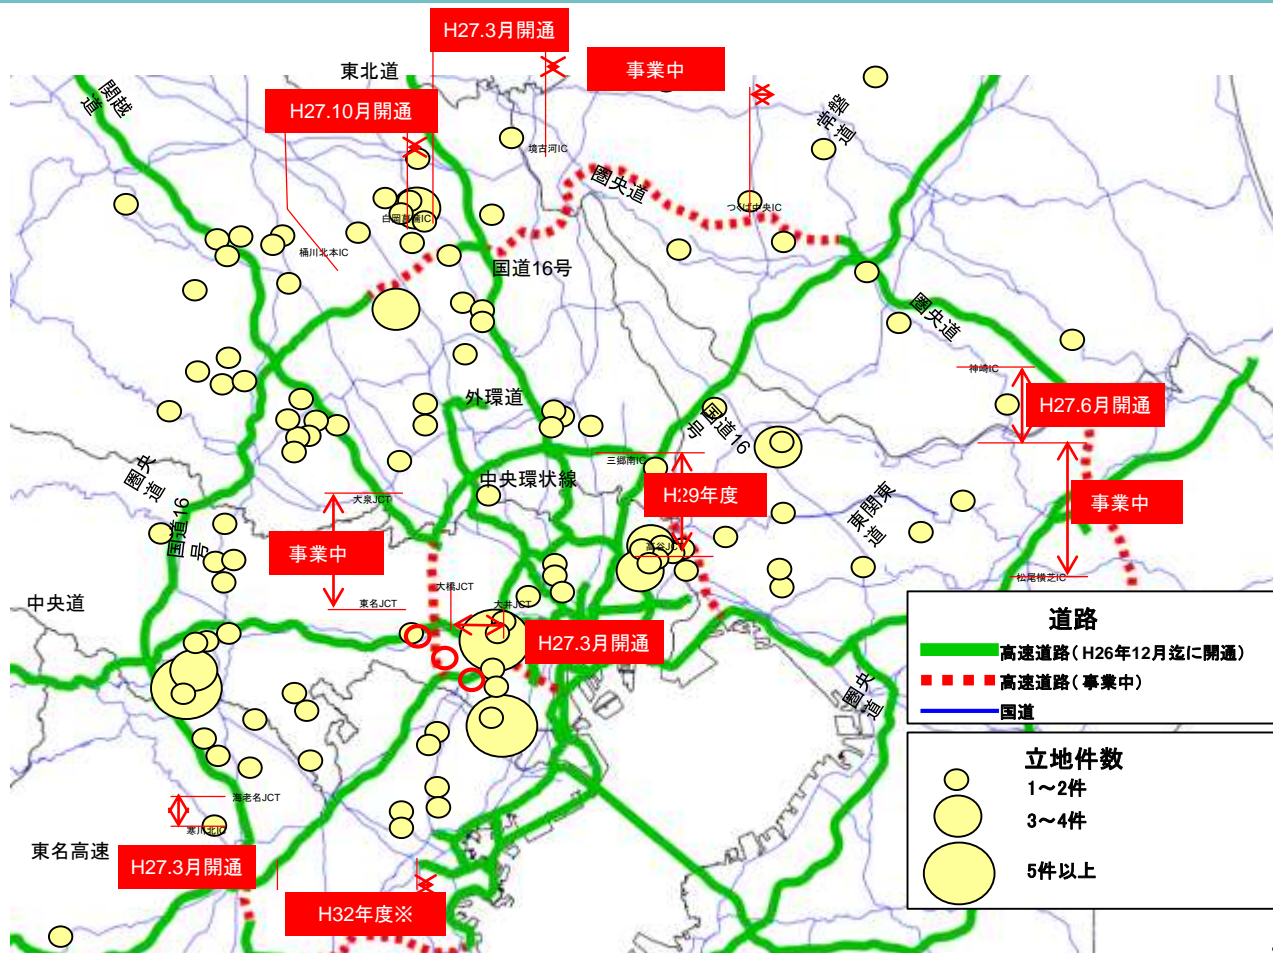 H27.3月開通
事業中
東北道
関越道
H27.10月開通
常磐道
境古河IC
圏央道
つくば中央IC
白岡菖蒲IC
桶川北本IC
国道16号
圏央道
神崎IC
H27.6月開通
外環道
国道16号
三郷南IC
中央環状線
圏央道
大泉JCT
H29年度
事業中
東関東道
国道16号
事業中
高谷JCT
松尾横芝IC
大橋JCT
中央道
東名JCT
大井JCT
H27.3月開通
圏央道
道路
高速道路(H26年12月迄に開通)
高速道路(事業中)
国道
立地件数
1~2件
3~4件
5件以上
海老名JCT
寒川北IC
東名高速
H27.3月開通
H32年度※